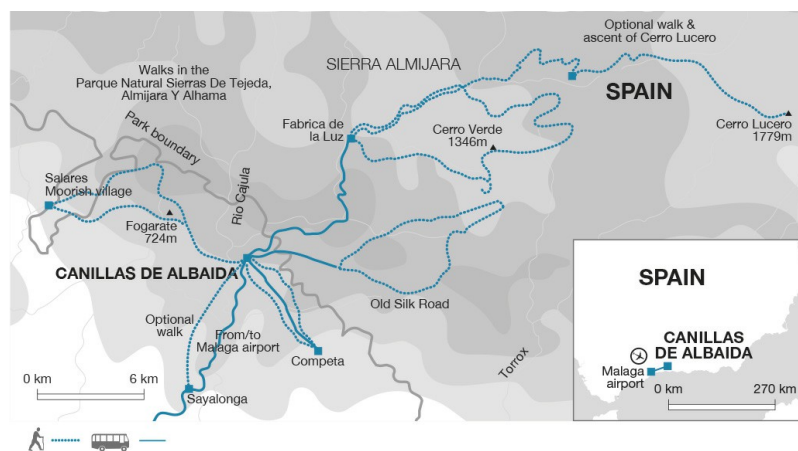 Optional walk &
ascent of Cerro Lucero
Walks in the
Parque Natural Sierras De Tejeda,
Almijara Y Alhama
SIERRA ALMIJARA
SPAIN
Park boundary
Fabrica de
la Luz
Cerro Verde
1346m
Cerro Lucero
1779m
Salares
Moorish village
Rio Cajula
Fogarate
724m
CANILLAS DE ALBAIDA
Old Silk Road
Optional
walk
From/to
Malaga airport
Competa
Torrox
0 km
6 km
Sayalonga
SPAIN
CANILLAS
DE ALBAIDA
Malaga
airport
0 km
270 km